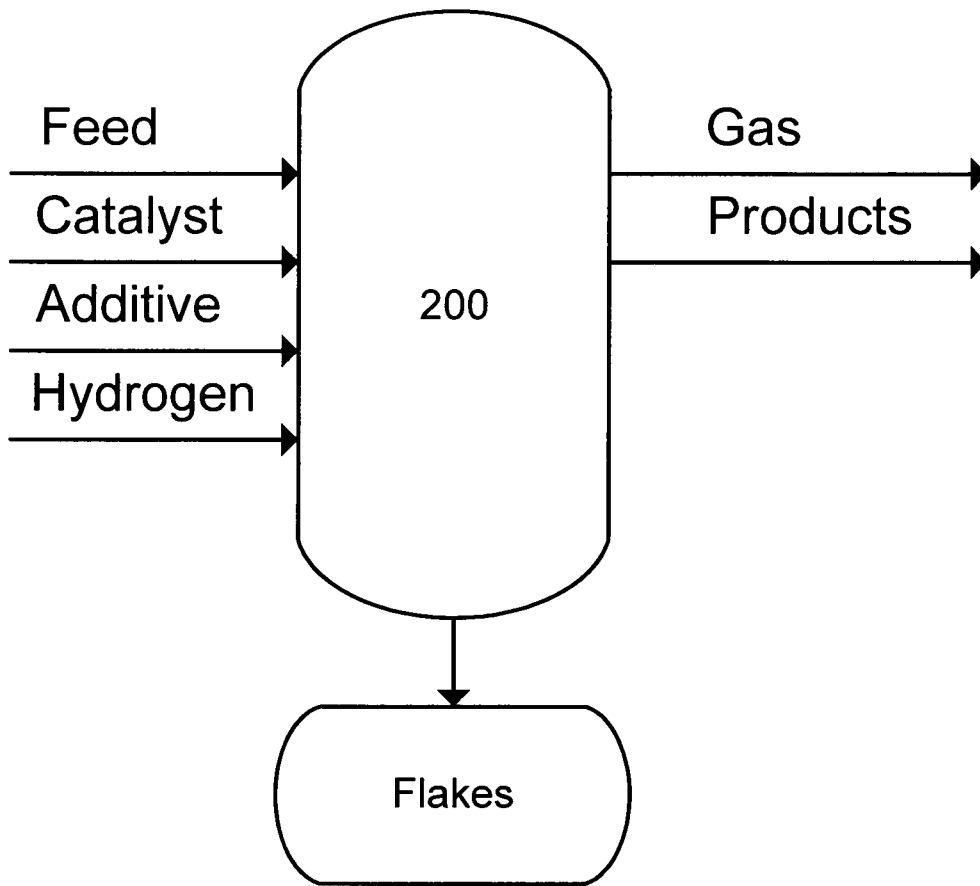 Feed
Catalyst
Additive
Hydrogen
200
Gas
Products
Flakes